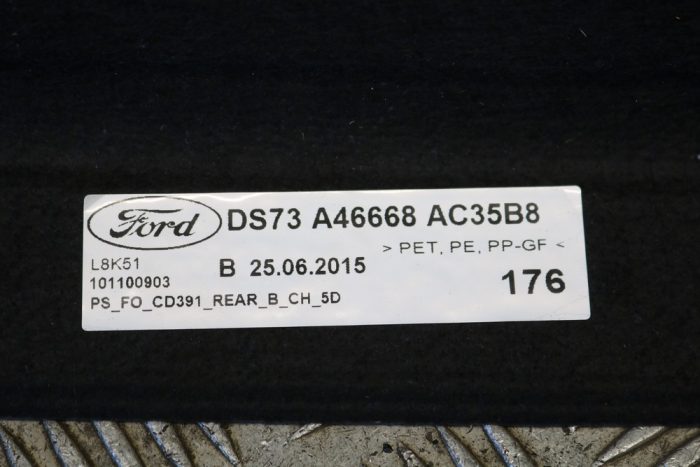 Ford DS73 A46668 AC35B8
> PET, PE, PP-GF <
L8K51
B 25.06.2015
101100903
176
PS_FO_CD391_REAR_B_CH_5D